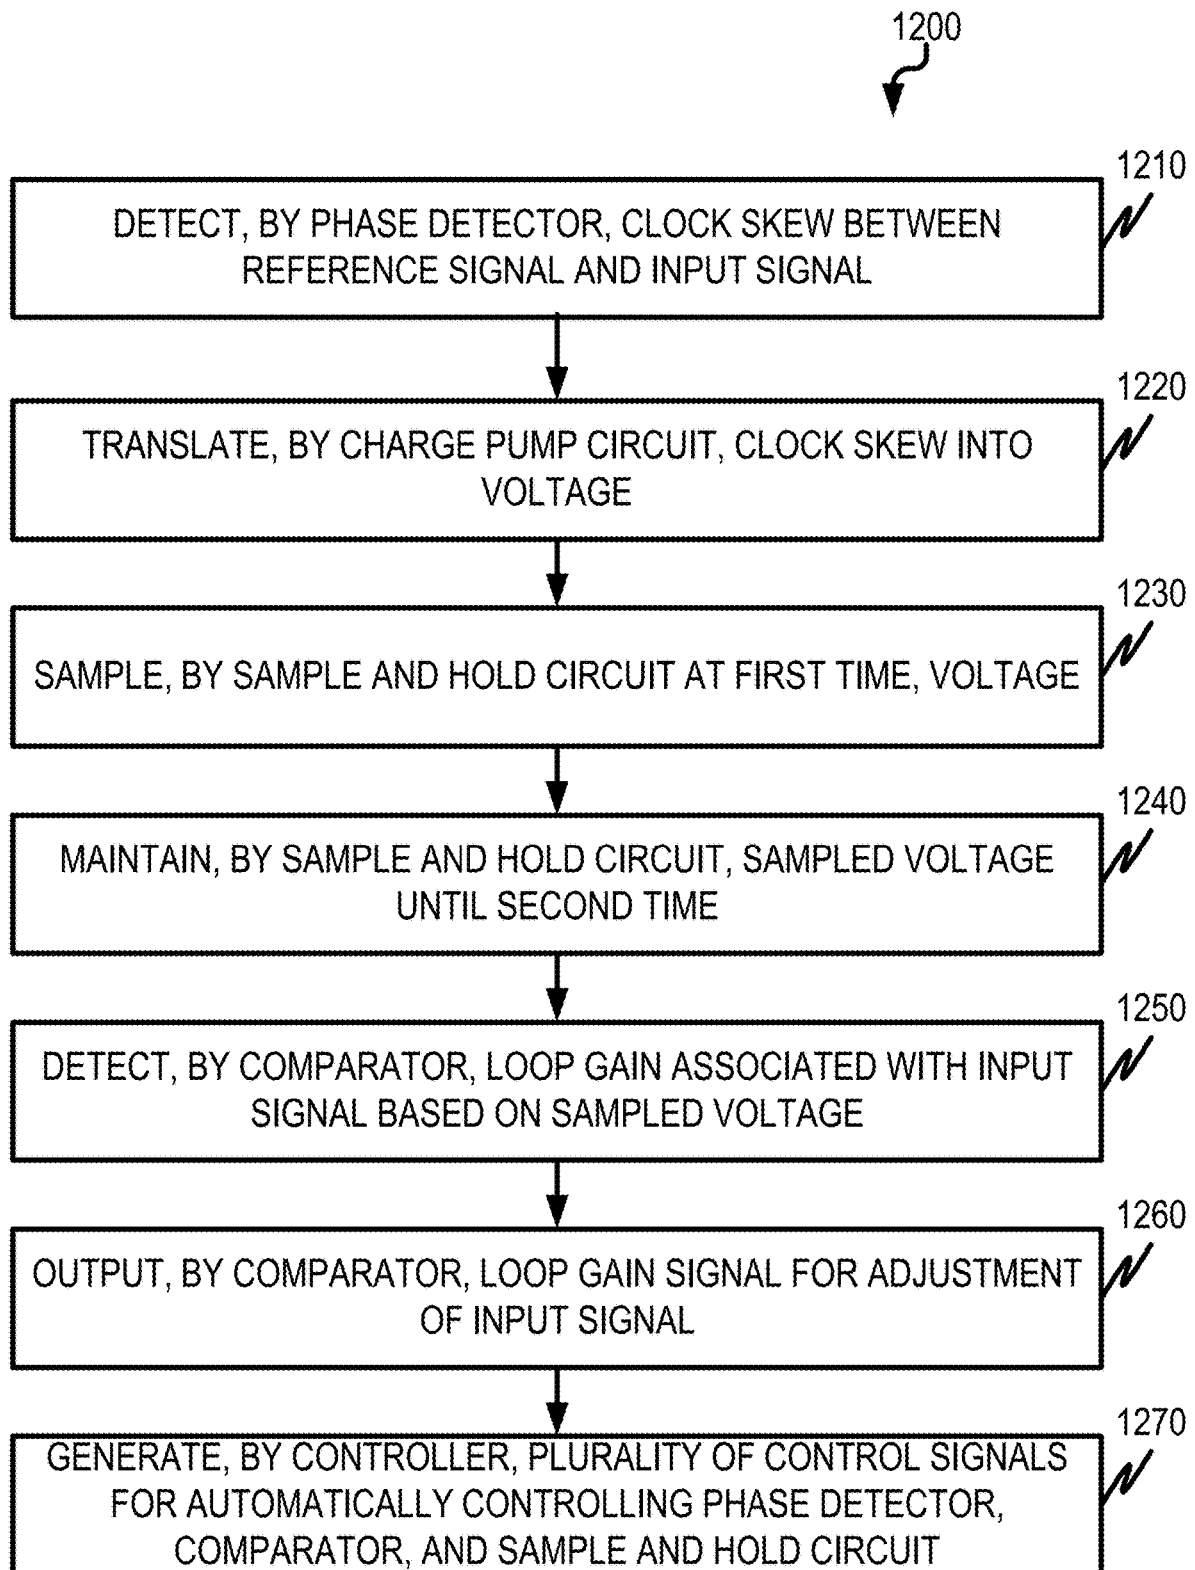 1200
1210
DETECT, BY PHASE DETECTOR, CLOCK SKEW BETWEEN
REFERENCE SIGNAL AND INPUT SIGNAL
1220
TRANSLATE, BY CHARGE PUMP CIRCUIT, CLOCK SKEW INTO
VOLTAGE
1230
SAMPLE, BY SAMPLE AND HOLD CIRCUIT AT FIRST TIME, VOLTAGE
1240
MAINTAIN, BY SAMPLE AND HOLD CIRCUIT, SAMPLED VOLTAGE
UNTIL SECOND TIME
1250
DETECT, BY COMPARATOR, LOOP GAIN ASSOCIATED WITH INPUT
SIGNAL BASED ON SAMPLED VOLTAGE
1260
OUTPUT, BY COMPARATOR, LOOP GAIN SIGNAL FOR ADJUSTMENT
OF INPUT SIGNAL
1270
GENERATE, BY CONTROLLER, PLURALITY OF CONTROL SIGNALS
FOR AUTOMATICALLY CONTROLLING PHASE DETECTOR,
COMPARATOR, AND SAMPLE AND HOLD CIRCUIT